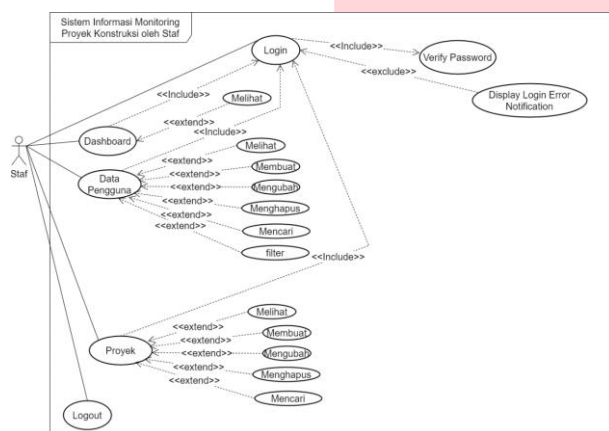 Sistem Informasi Monitoring
Proyek Konstruksi oleh Staf
Login
<<Include>>
Verify Password
<<exclude>>
Display Login Error
Notification
<<Include>>
Melihat
<<extend>>
Dashboard
<<Include>>
Staf
Data
Pengguna
<<extend>>
Melihat
<<extend>>
Membuat
<<extend>>
Mengubah
<<extend>>
Menghapus
<<extend>>
Mencari
<<extend>>
filter
<<Include>>
Proyek
<<extend>>
Melihat
<<extend>>
Membuat
<<extend>>
Mengubah
<<extend>>
Menghapus
<<extend>>
Mencari
Logout